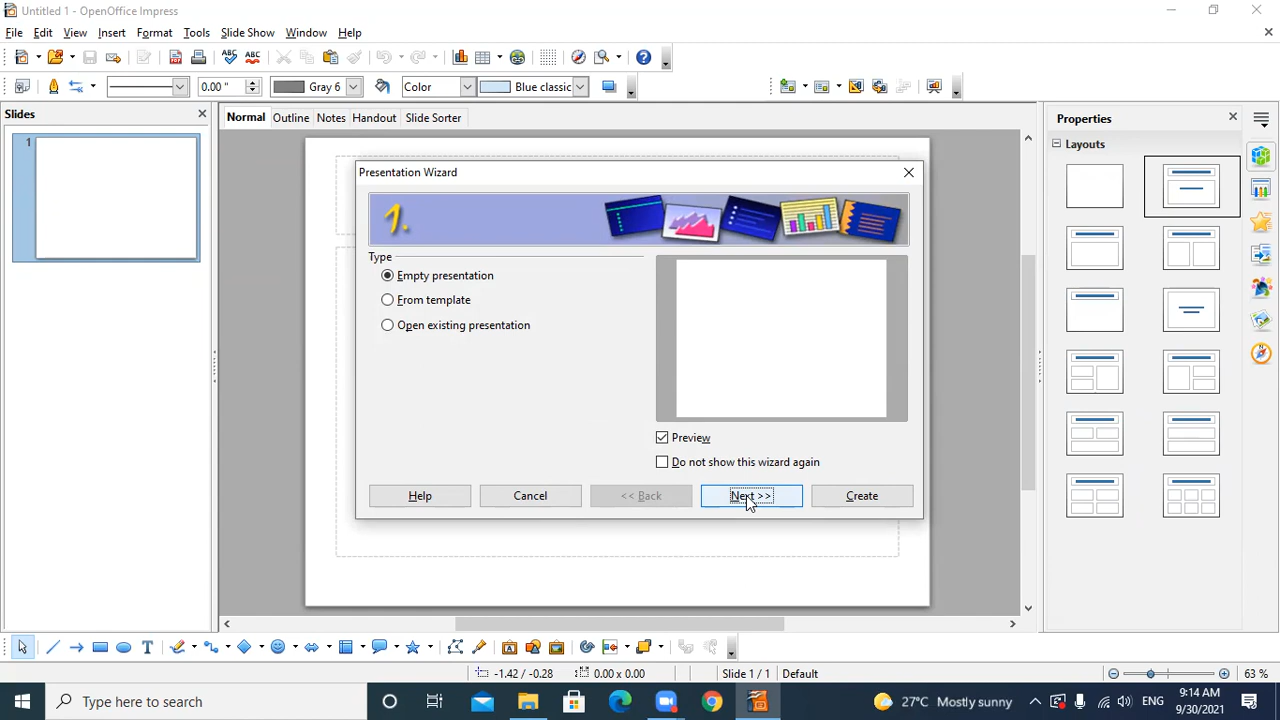 Untitled 1 - OpenOffice Impress
File Edit View Insert Format Tools Slide Show Window Help
0.00 " Gray 6 Color Blue classic
Slides
Normal Outline Notes Handout Slide Sorter
Properties
Layouts
1
Presentation Wizard
1.
Type
Empty presentation
From template
Open existing presentation
Preview
Do not show this wizard again
Help Cancel << Back Next >> Create
-1.42 / -0.28 0.00 x 0.00 Slide 1 / 1 Default 63 %
Type here to search
27°C Mostly sunny ENG 9:14 AM
9/30/2021